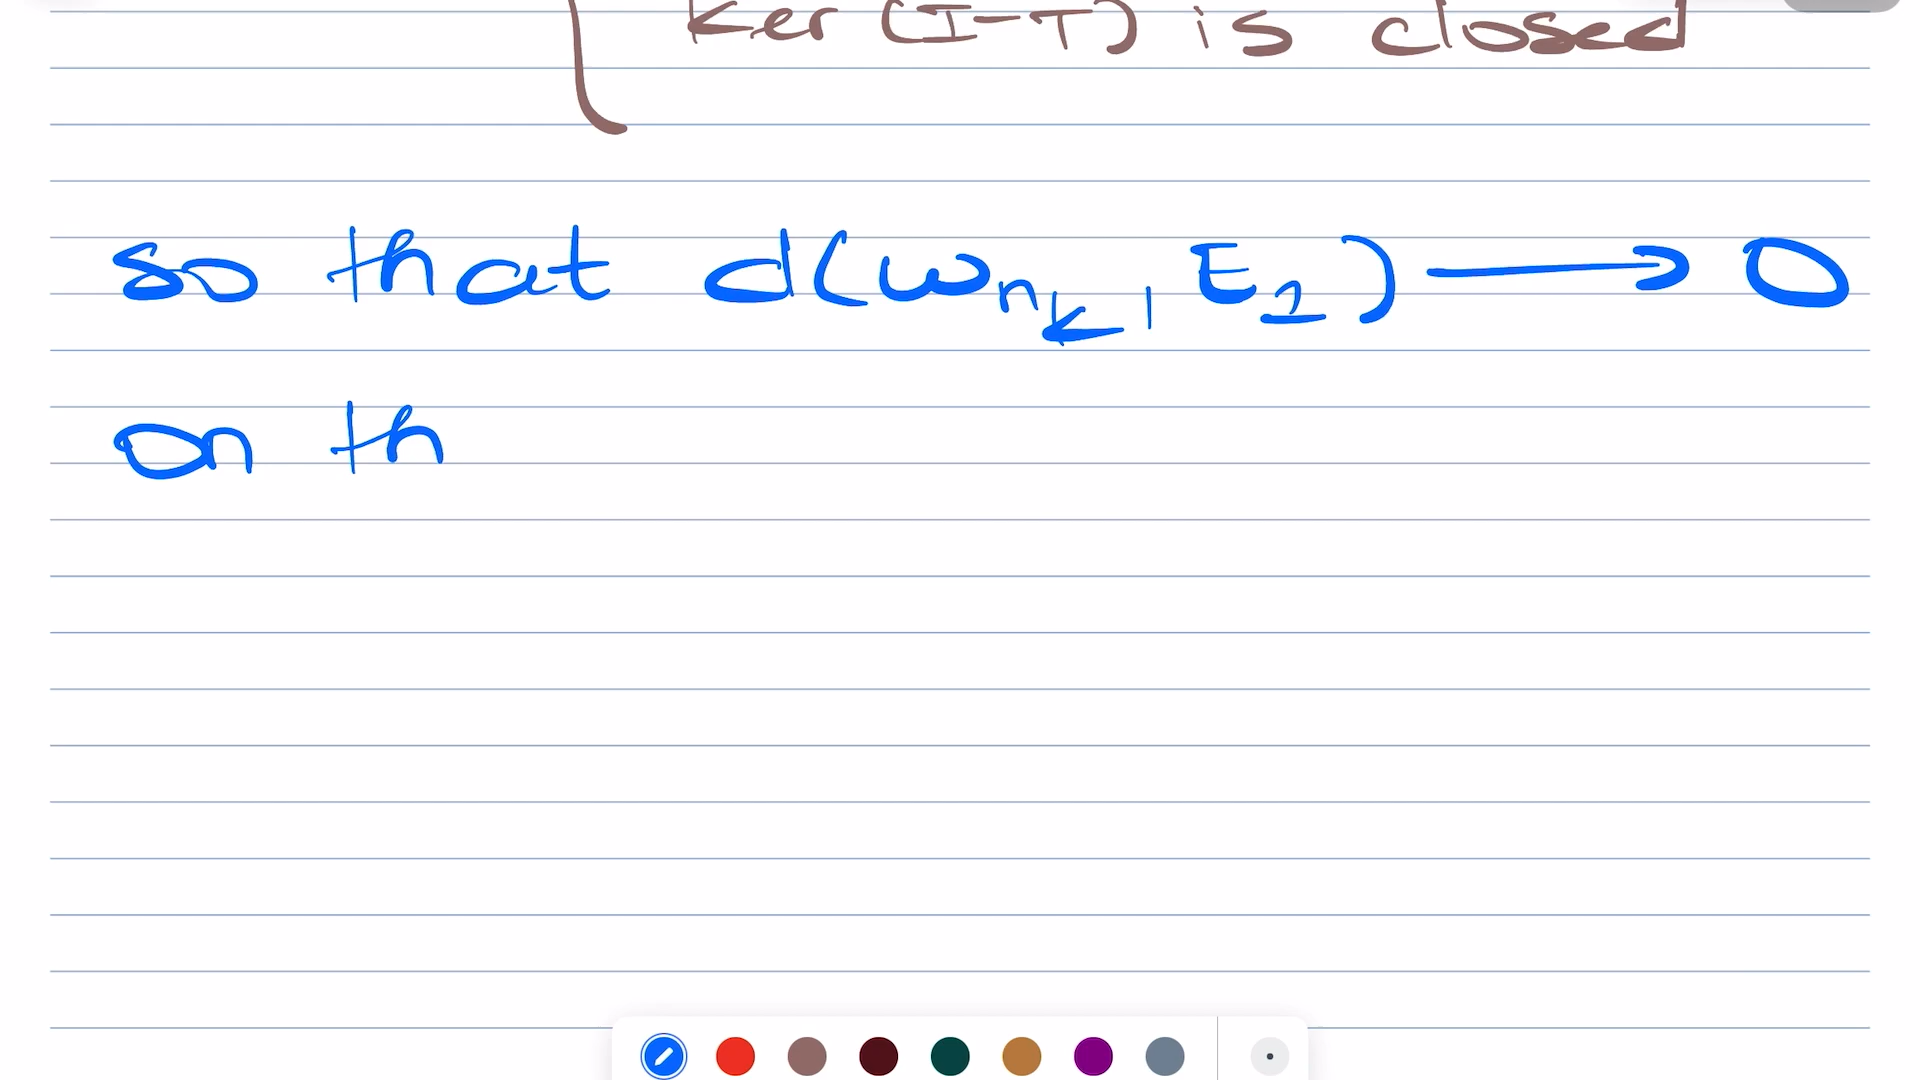 ker (I-T) is closed
so that d(w_{n_k}, E_1) ⟶ 0
on th